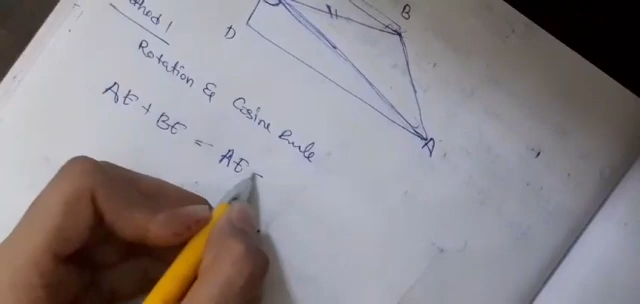 B
D
Method 1
Rotation & Cosine Rule
A
AE + BE = AE